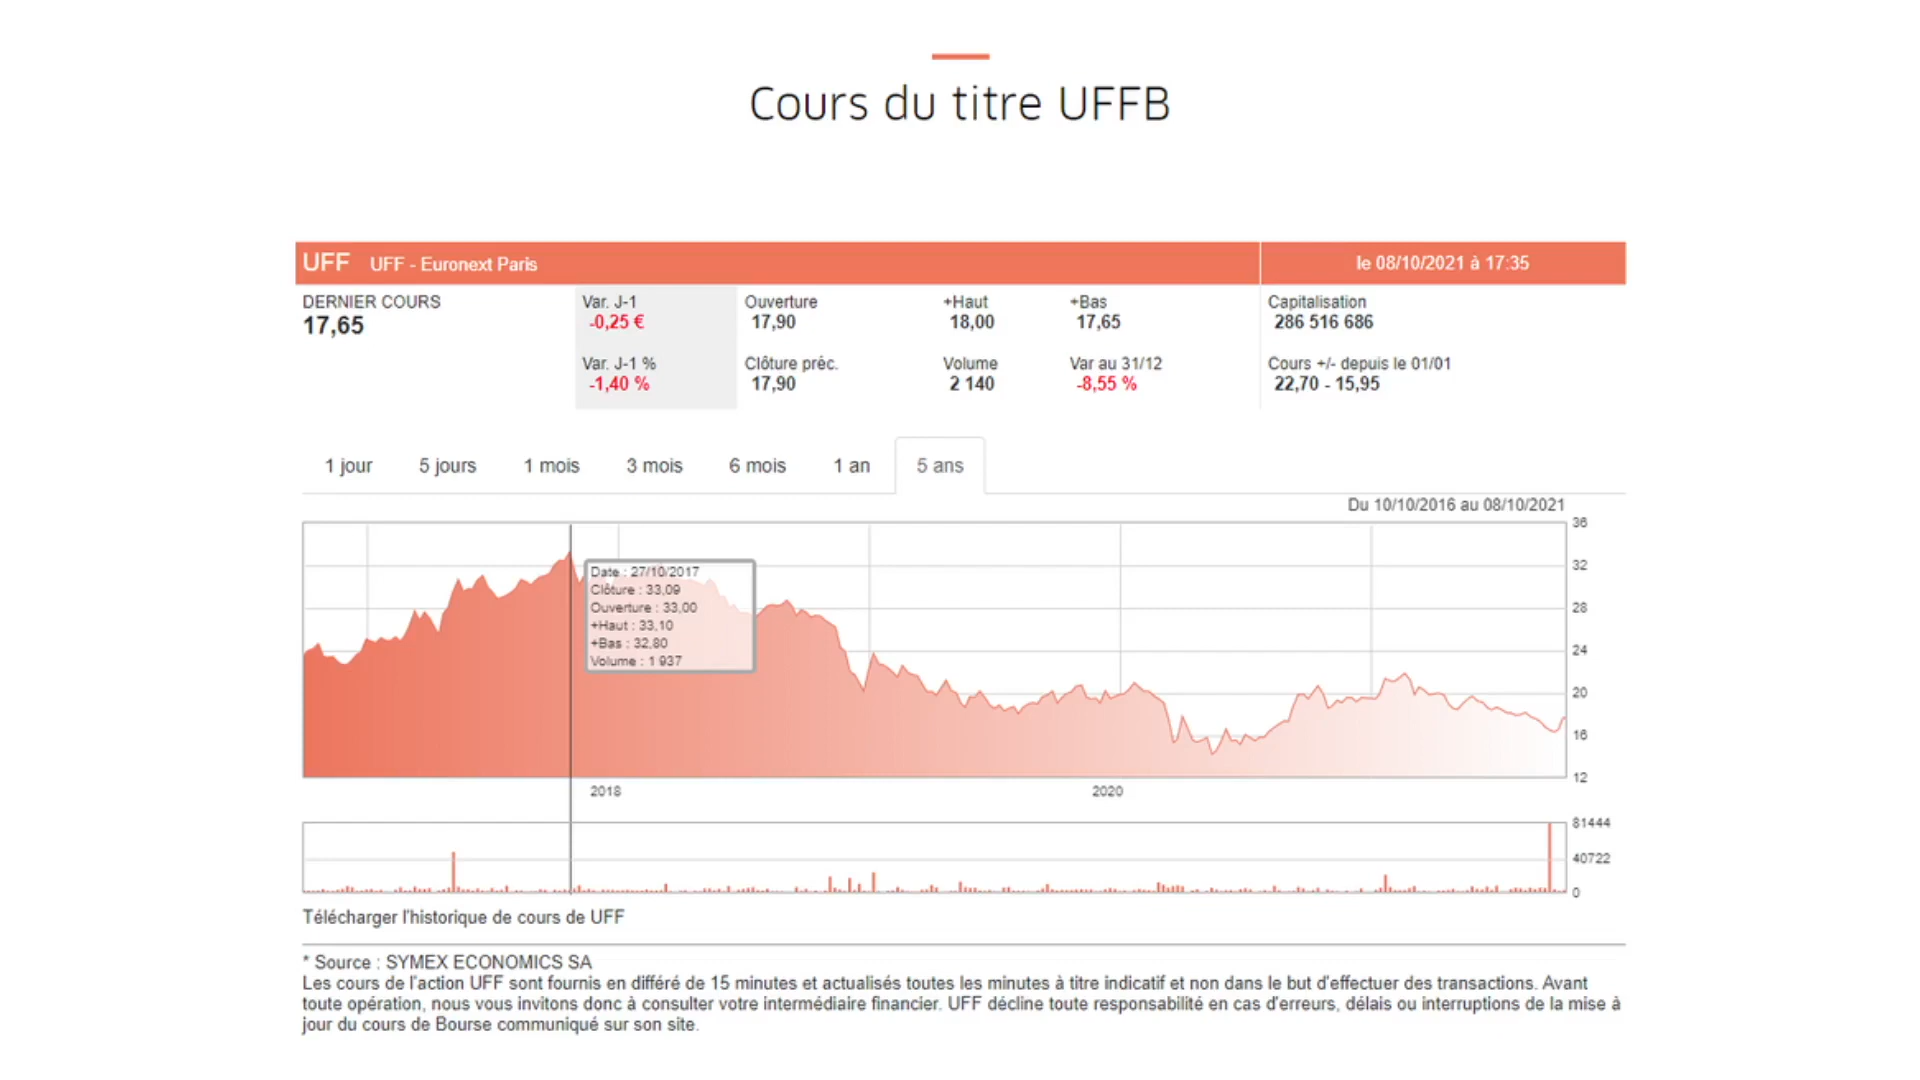 Cours du titre UFFB
UFF UFF - Euronext Paris le 08/10/2021 à 17:35
DERNIER COURS Var. J-1 Ouverture +Haut +Bas Capitalisation
17,65 -0,25 € 17,90 18,00 17,65 286 516 686
Var. J-1 % Clôture préc. Volume Var au 31/12 Cours +/- depuis le 01/01
-1,40 % 17,90 2 140 -8,55 % 22,70 - 15,95
1 jour 5 jours 1 mois 3 mois 6 mois 1 an 5 ans
Du 10/10/2016 au 08/10/2021
36
32
28
24
20
16
12
Date : 27/10/2017
Clôture : 33,09
Ouverture : 33,00
+Haut : 33,10
+Bas : 32,80
Volume : 1 937
2018 2020
81444
40722
0
Télécharger l'historique de cours de UFF
* Source : SYMEX ECONOMICS SA
Les cours de l'action UFF sont fournis en différé de 15 minutes et actualisés toutes les minutes à titre indicatif et non dans le but d'effectuer des transactions. Avant
toute opération, nous vous invitons donc à consulter votre intermédiaire financier. UFF décline toute responsabilité en cas d'erreurs, délais ou interruptions de la mise à
jour du cours de Bourse communiqué sur son site.